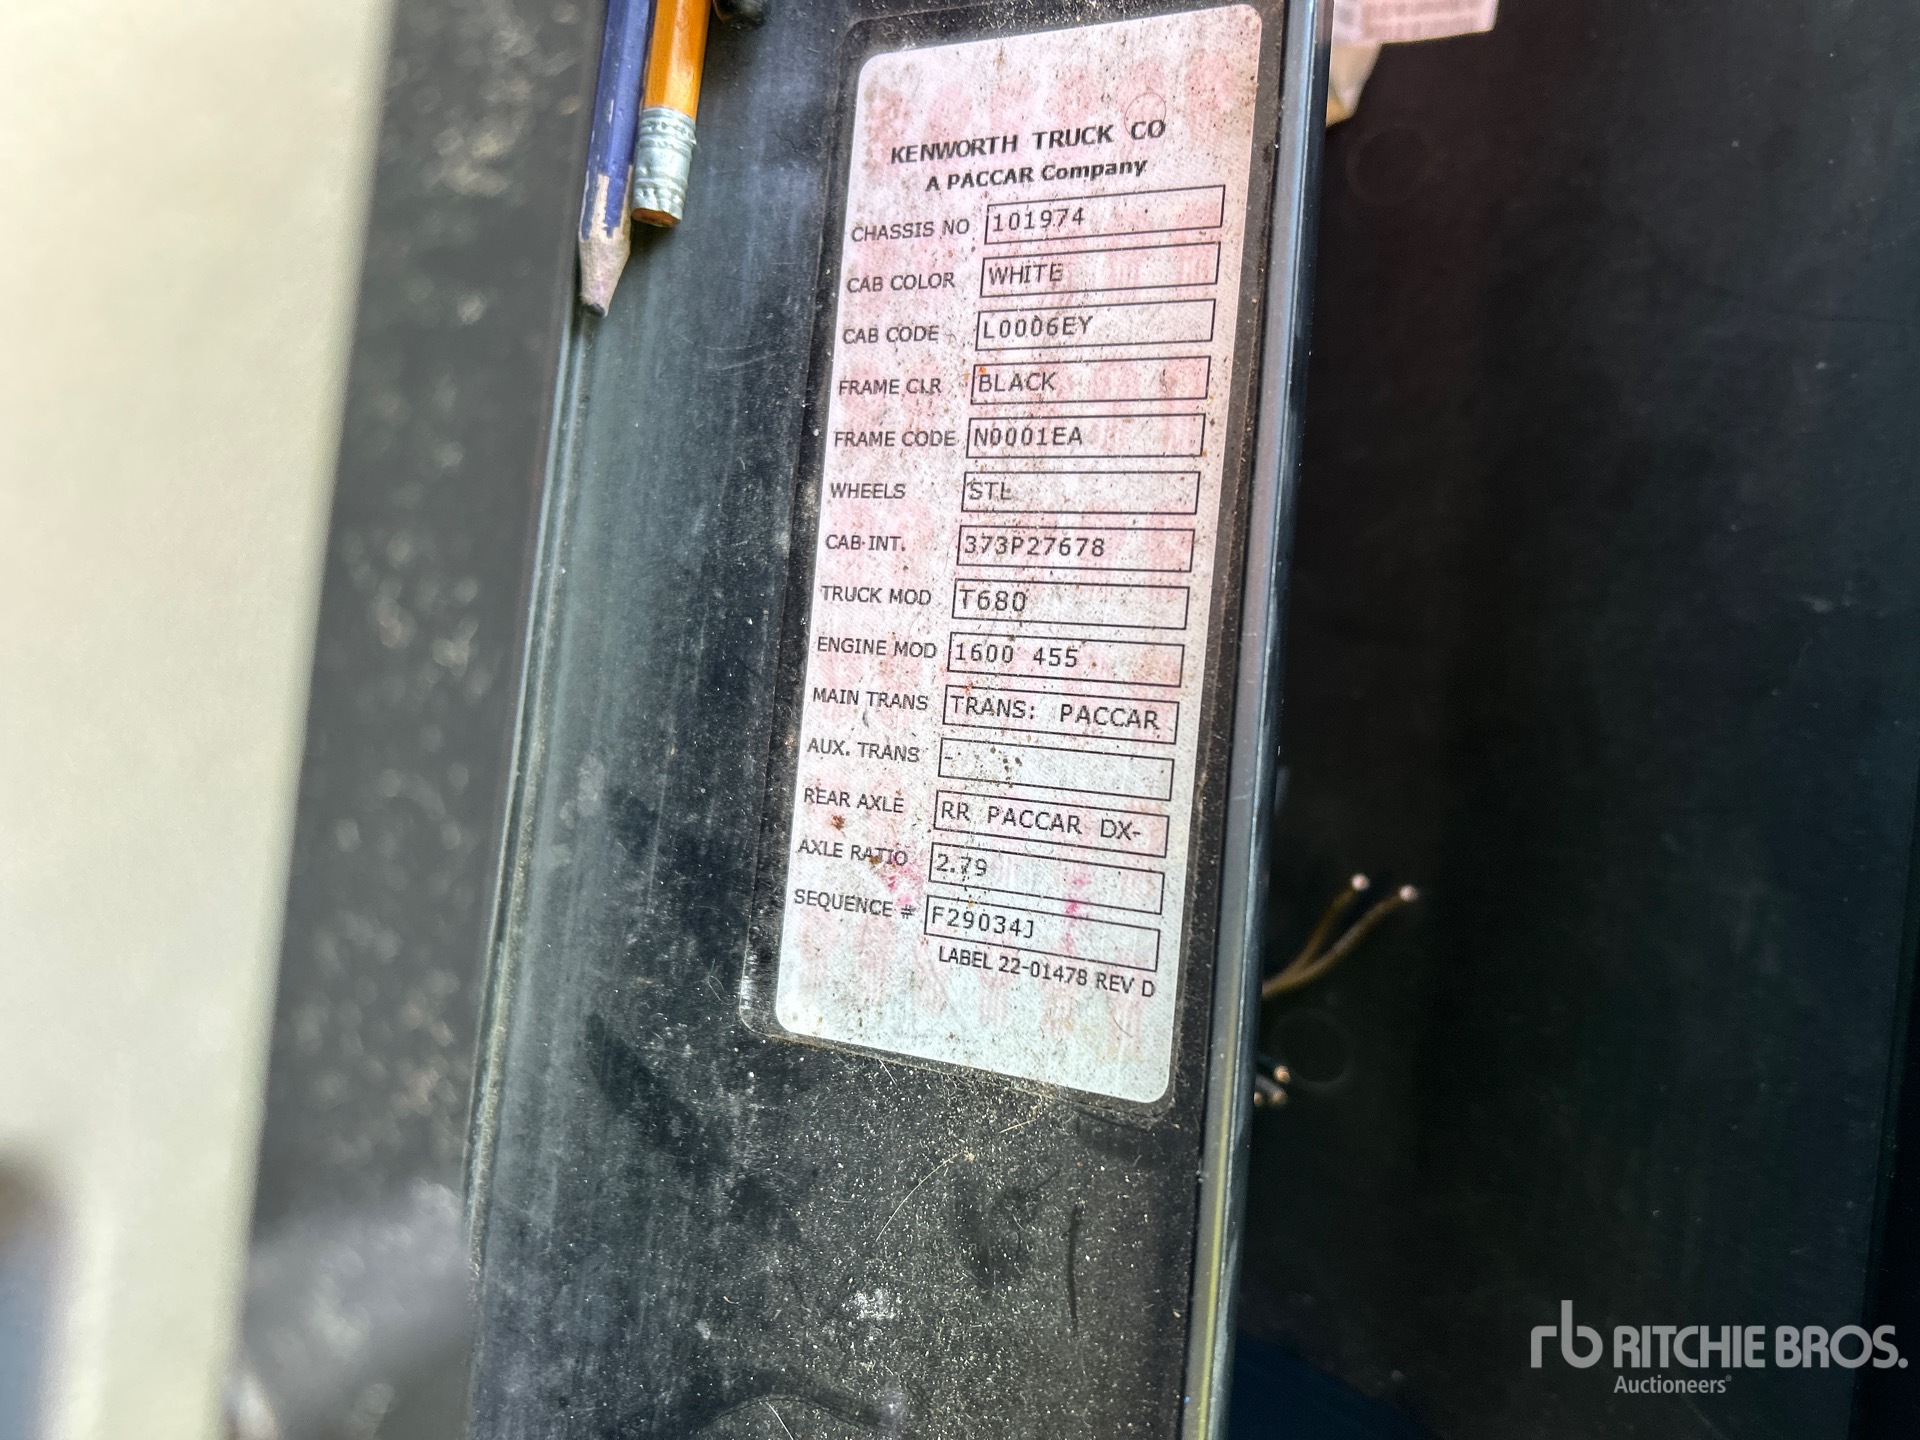 KENWORTH TRUCK CO
A PACCAR Company
CHASSIS NO 101974
CAB COLOR WHITE
CAB CODE L0006EY
FRAME CLR BLACK
FRAME CODE N0001EA
WHEELS STL
CAB INT. 373P27678
TRUCK MOD T680
ENGINE MOD 1600 455
MAIN TRANS TRANS: PACCAR
AUX. TRANS -
REAR AXLE RR PACCAR DX-
AXLE RATIO 2.79
SEQUENCE # F29034J
LABEL 22-01478 REV D
rb RITCHIE BROS.
Auctioneers®